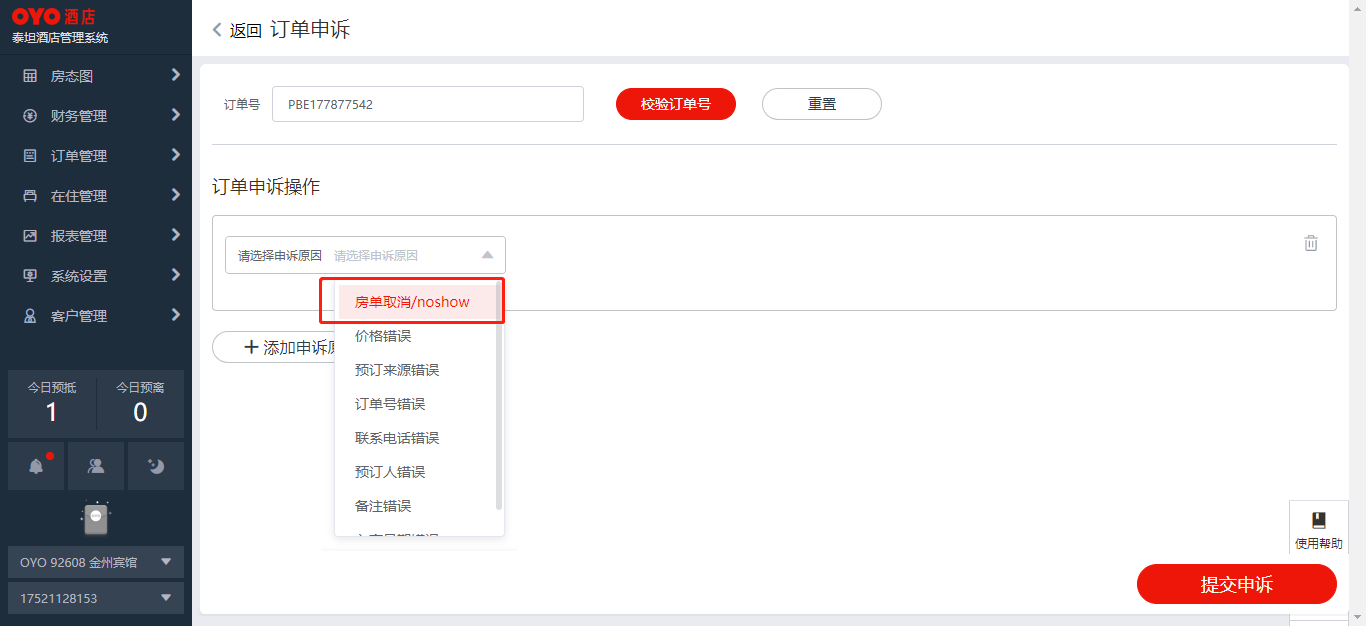 OYO 酒店
泰坦酒店管理系统
房态图
财务管理
订单管理
在住管理
报表管理
系统设置
客户管理
今日预抵
1
今日预离
0
OYO 92608 金州宾馆
17521128153
返回 订单申诉
订单号 PBE177877542 校验订单号 重置
订单申诉操作
请选择申诉原因 请选择申诉原因
房单取消/noshow
价格错误
预订来源错误
订单号错误
联系电话错误
预订人错误
备注错误
添加申诉
使用帮助
提交申诉